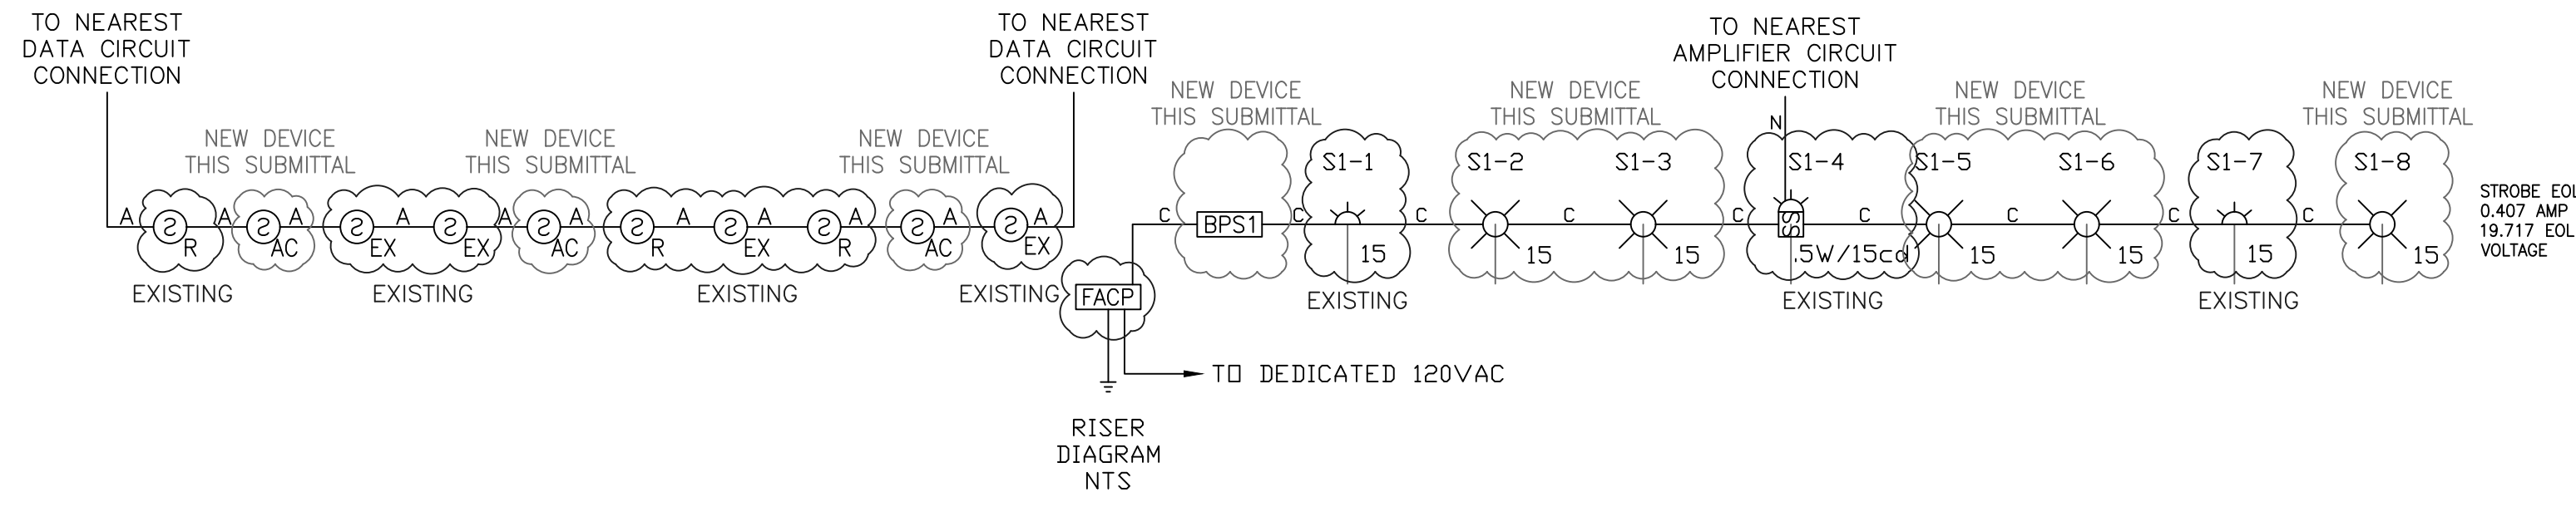 TO NEAREST
DATA CIRCUIT
CONNECTION
TO NEAREST
DATA CIRCUIT
CONNECTION
TO NEAREST
AMPLIFIER CIRCUIT
CONNECTION
NEW DEVICE
THIS SUBMITTAL
NEW DEVICE
THIS SUBMITTAL
NEW DEVICE
THIS SUBMITTAL
NEW DEVICE
THIS SUBMITTAL
NEW DEVICE
THIS SUBMITTAL
NEW DEVICE
THIS SUBMITTAL
NEW DEVICE
THIS SUBMITTAL
N
S1-1 S1-2 S1-3 S1-4 S1-5 S1-6 S1-7 S1-8
A S A S A S A S A S A S A S A S A S A S A
R AC EX EX AC R EX R AC EX
C BPS1 C C C C S C C C C
15 15 15 .5W/15cd 15 15 15 15
EXISTING EXISTING EXISTING EXISTING
EXISTING EXISTING EXISTING
FACP
TO DEDICATED 120VAC
RISER
DIAGRAM
NTS
STROBE EOL
0.407 AMP
19.717 EOL
VOLTAGE